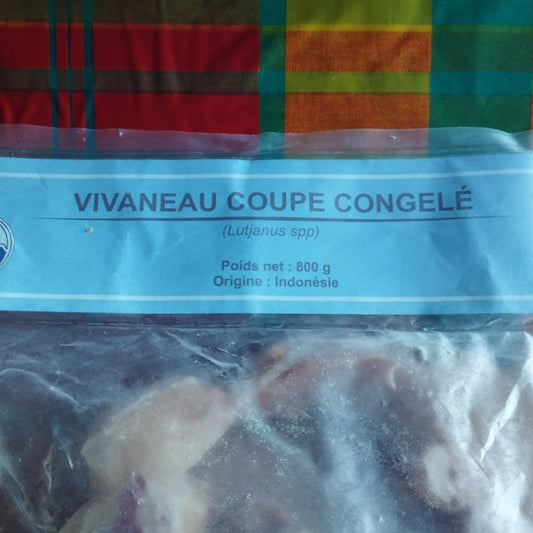 VIVANEAU COUPE CONGELÉ
(Lutjanus spp)
Poids net : 800 g
Origine : Indonésie